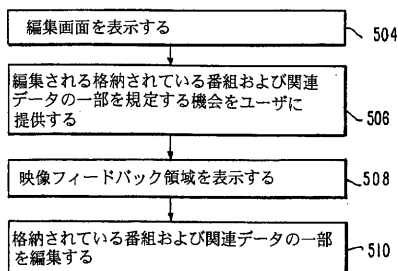 編集画面を表示する
504
編集される格納されている番組および関連
データの一部を規定する機会をユーザに
提供する
506
映像フィードバック領域を表示する
508
格納されている番組および関連データの一部
を編集する
510